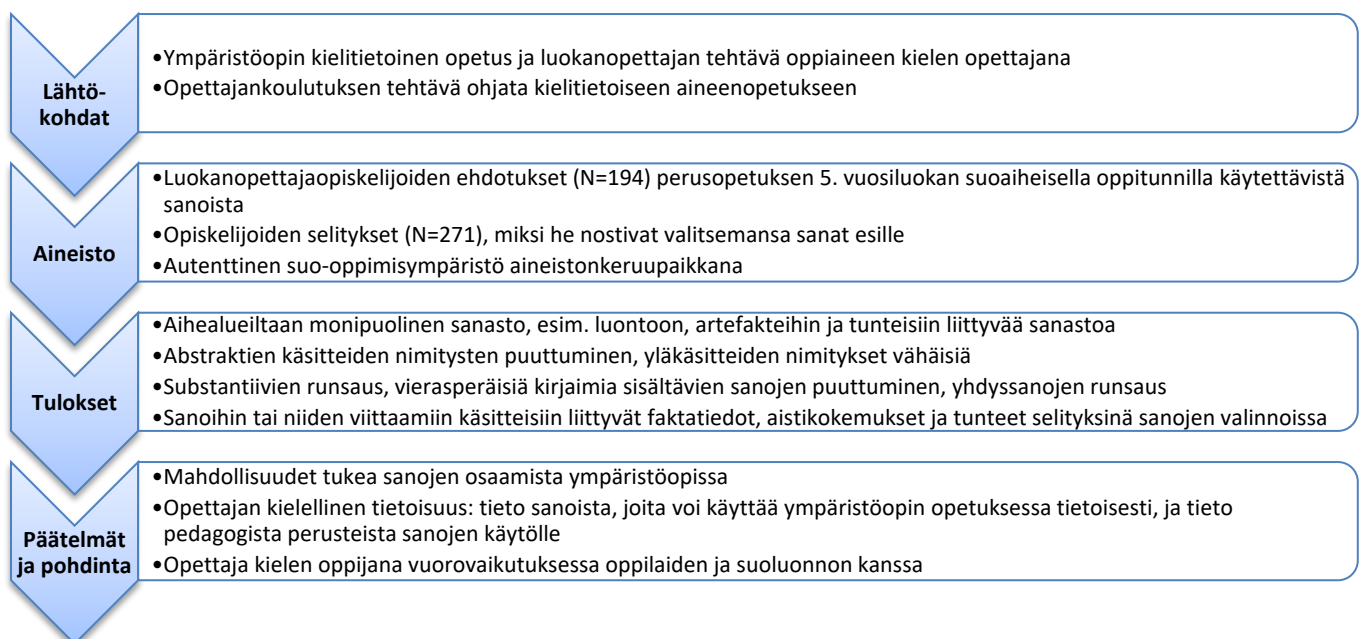 Lähtö-
kohdat
•Ympäristöopin kielitietoinen opetus ja luokanopettajan tehtävä oppiaineen kielen opettajana
•Opettajankoulutuksen tehtävä ohjata kielitietoiseen aineenopetukseen
Aineisto
•Luokanopettajaopiskelijoiden ehdotukset (N=194) perusopetuksen 5. vuosiluokan suoaiheisella oppitunnilla käytettävistä
sanoista
•Opiskelijoiden selitykset (N=271), miksi he nostivat valitsemansa sanat esille
•Autenttinen suo-oppimisympäristö aineistonkeruupaikkana
Tulokset
•Aihealueiltaan monipuolinen sanasto, esim. luontoon, artefakteihin ja tunteisiin liittyvää sanastoa
•Abstraktien käsitteiden nimitysten puuttuminen, yläkäsitteiden nimitykset vähäisiä
•Substantiivien runsaus, vierasperäisiä kirjaimia sisältävien sanojen puuttuminen, yhdyssanojen runsaus
•Sanoihin tai niiden viittaamiin käsitteisiin liittyvät faktatiedot, aistikokemukset ja tunteet selityksinä sanojen valinnoissa
Päätelmät
ja pohdinta
•Mahdollisuudet tukea sanojen osaamista ympäristöopissa
•Opettajan kielellinen tietoisuus: tieto sanoista, joita voi käyttää ympäristöopin opetuksessa tietoisesti, ja tieto
pedagogista perusteista sanojen käytölle
•Opettaja kielen oppijana vuorovaikutuksessa oppilaiden ja suoluonnon kanssa